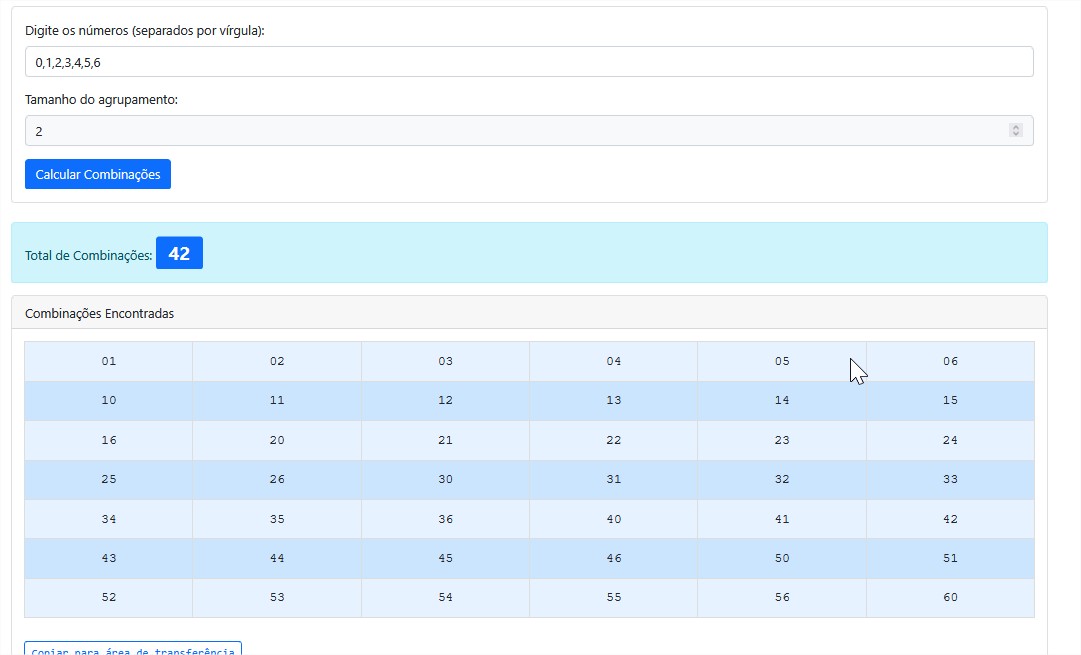 Digite os números (separados por vírgula):
0,1,2,3,4,5,6
Tamanho do agrupamento:
2
Calcular Combinações
Total de Combinações: 42
Combinações Encontradas
01 02 03 04 05 06
10 11 12 13 14 15
16 20 21 22 23 24
25 26 30 31 32 33
34 35 36 40 41 42
43 44 45 46 50 51
52 53 54 55 56 60
Copiar para área de transferência